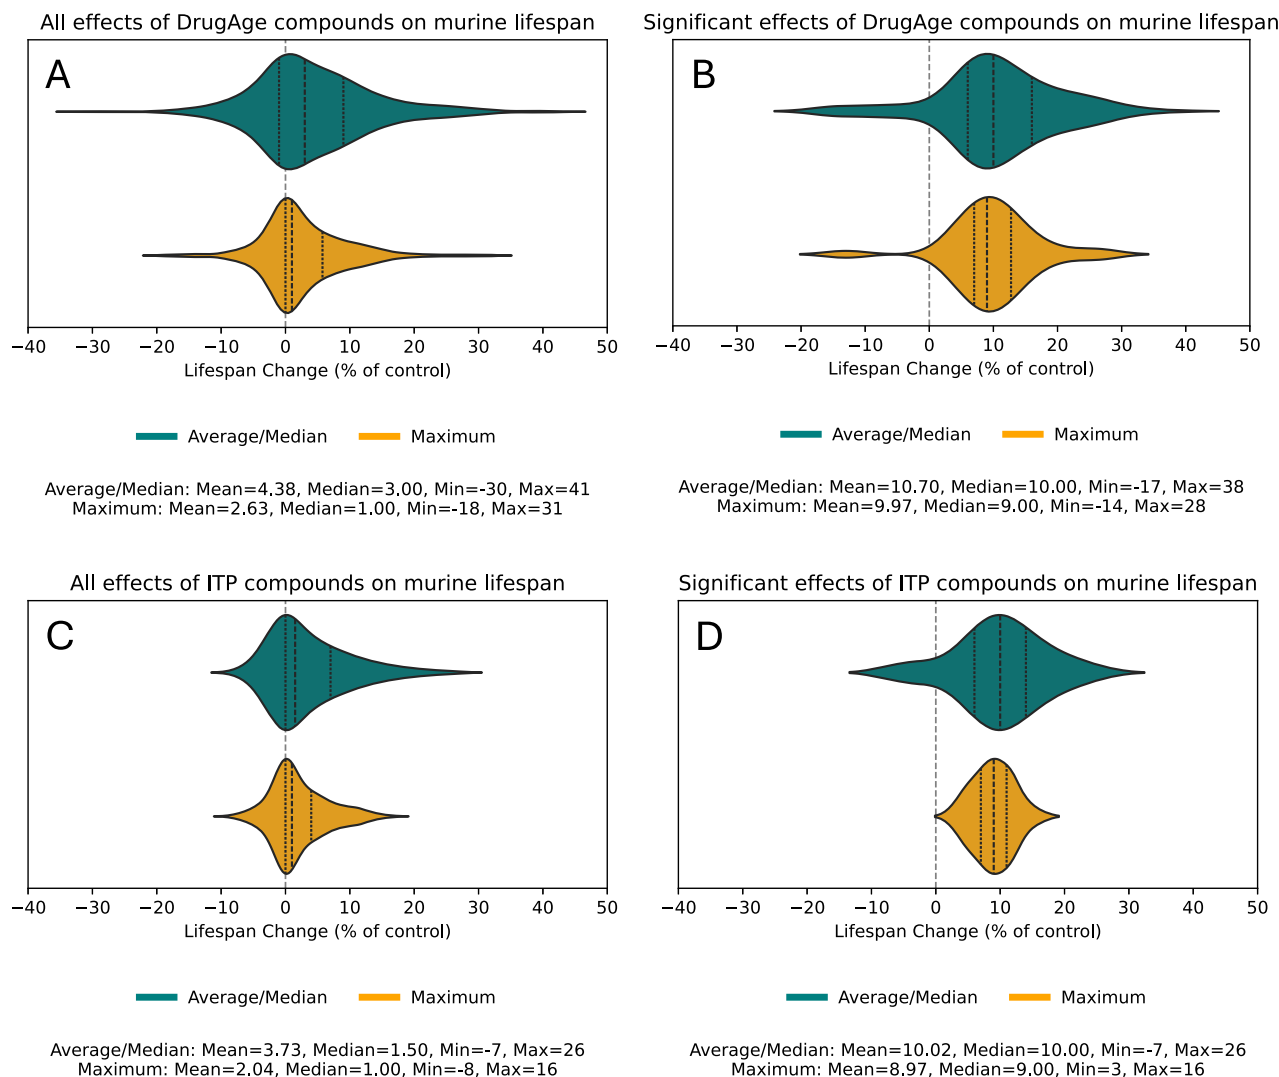 All effects of DrugAge compounds on murine lifespan
A
−40 −30 −20 −10 0 10 20 30 40 50
Lifespan Change (% of control)
Average/Median Maximum
Average/Median: Mean=4.38, Median=3.00, Min=-30, Max=41
Maximum: Mean=2.63, Median=1.00, Min=-18, Max=31
Significant effects of DrugAge compounds on murine lifespan
B
−40 −30 −20 −10 0 10 20 30 40 50
Lifespan Change (% of control)
Average/Median Maximum
Average/Median: Mean=10.70, Median=10.00, Min=-17, Max=38
Maximum: Mean=9.97, Median=9.00, Min=-14, Max=28
All effects of ITP compounds on murine lifespan
C
−40 −30 −20 −10 0 10 20 30 40 50
Lifespan Change (% of control)
Average/Median Maximum
Average/Median: Mean=3.73, Median=1.50, Min=-7, Max=26
Maximum: Mean=2.04, Median=1.00, Min=-8, Max=16
Significant effects of ITP compounds on murine lifespan
D
−40 −30 −20 −10 0 10 20 30 40 50
Lifespan Change (% of control)
Average/Median Maximum
Average/Median: Mean=10.02, Median=10.00, Min=-7, Max=26
Maximum: Mean=8.97, Median=9.00, Min=3, Max=16